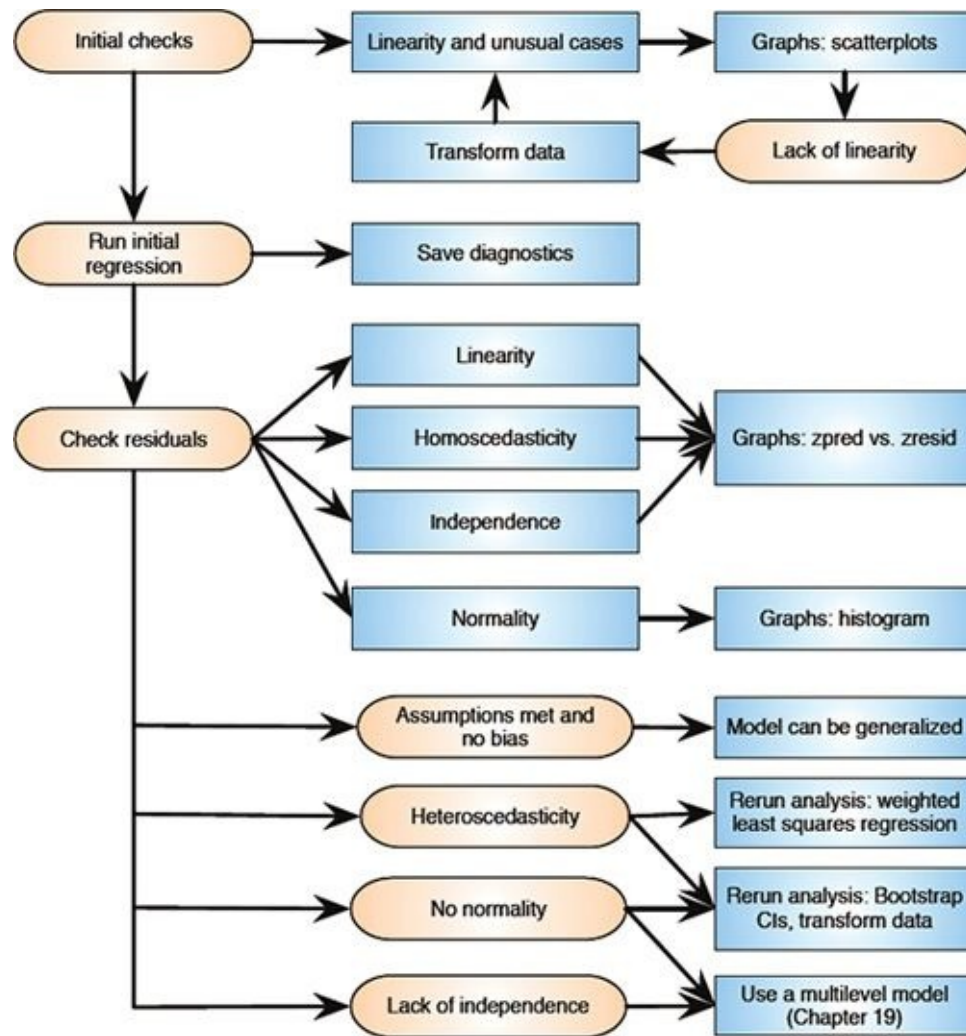 Initial checks
Linearity and unusual cases
Graphs: scatterplots
Transform data
Lack of linearity
Run initial
regression
Save diagnostics
Linearity
Check residuals
Homoscedasticity
Graphs: zpred vs. zresid
Independence
Normality
Graphs: histogram
Assumptions met and
no bias
Model can be generalized
Heteroscedasticity
Rerun analysis: weighted
least squares regression
No normality
Rerun analysis: Bootstrap
CIs, transform data
Lack of independence
Use a multilevel model
(Chapter 19)